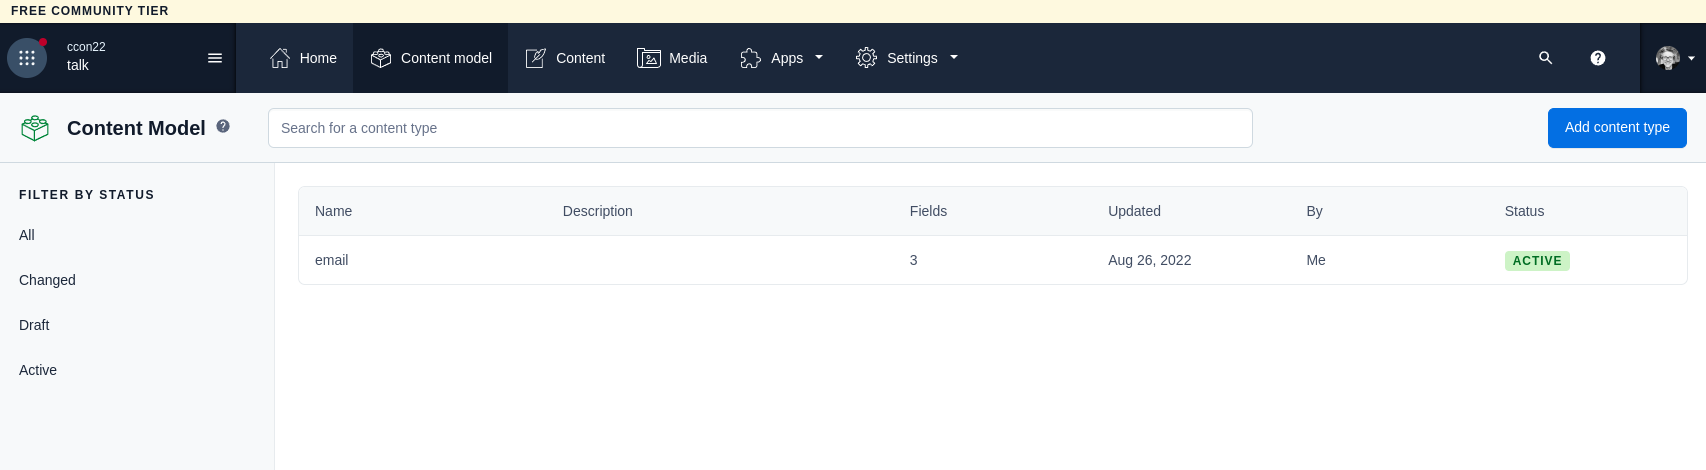 FREE COMMUNITY TIER
ccon22
talk
Home
Content model
Content
Media
Apps
Settings
Content Model
Search for a content type
Add content type
FILTER BY STATUS
All
Changed
Draft
Active
Name Description Fields Updated By Status
email 3 Aug 26, 2022 Me ACTIVE